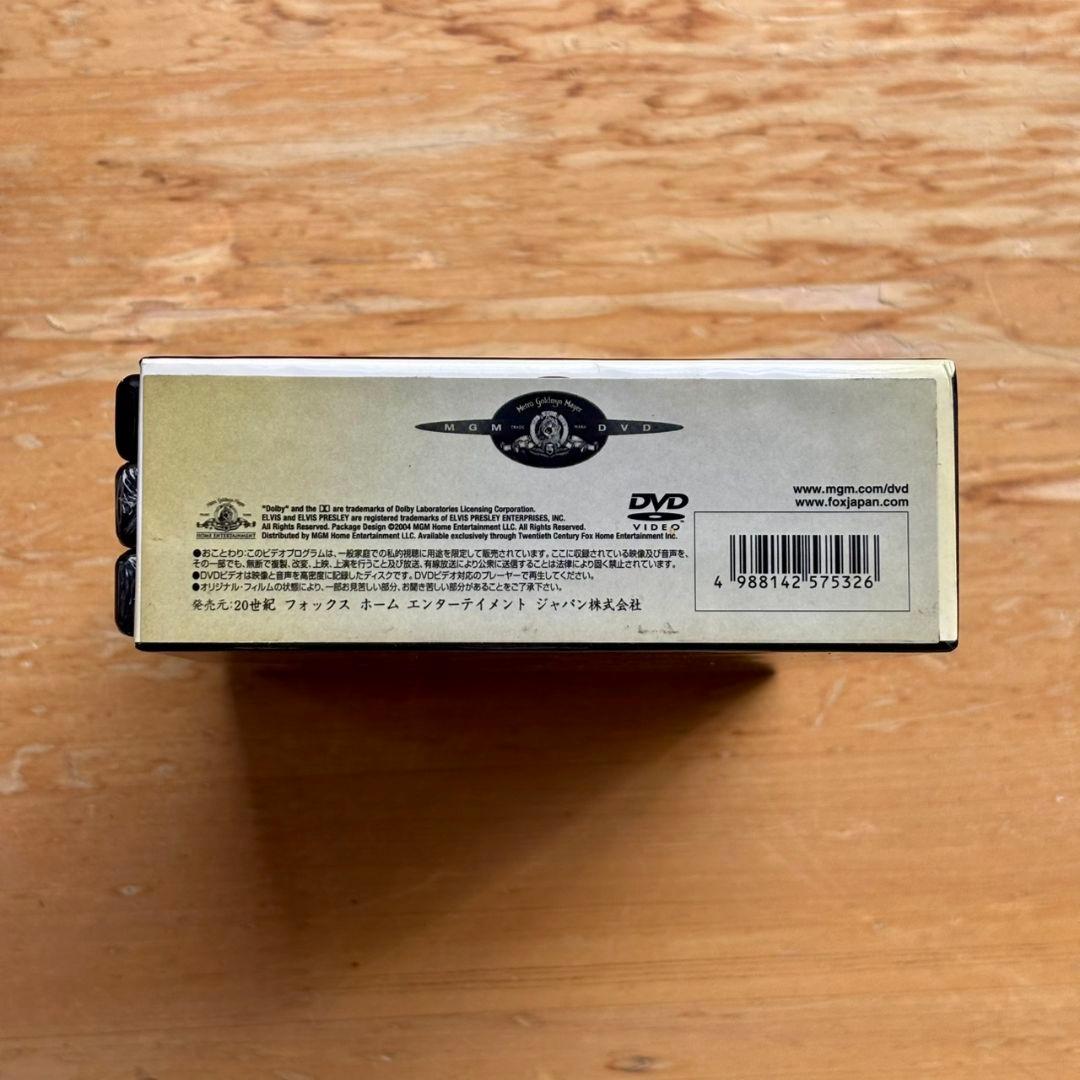 Metro Goldwyn Mayer
MGM TRADE MARK DVD
www.mgm.com/dvd
www.foxjapan.com
DVD
VIDEO
HOME ENTERTAINMENT
"Dolby" and the are trademarks of Dolby Laboratories Licensing Corporation.
ELVIS and ELVIS PRESLEY are registered trademarks of ELVIS PRESLEY ENTERPRISES, INC.
All Rights Reserved. Package Design ©2004 MGM Home Entertainment LLC. All Rights Reserved.
Distributed by MGM Home Entertainment LLC. Available exclusively through Twentieth Century Fox Home Entertainment Inc.
●おことわり:このビデオプログラムは、一般家庭での私的視聴に用途を限定して販売されています。ここに収録されている映像及び音声を、
その一部でも、無断で複製、改変、上映、上演を行うこと及び放送、有線放送により公衆に送信することは法律により固く禁止されています。
●DVDビデオは映像と音声を高密度に記録したディスクです。DVDビデオ対応のプレーヤーで再生してください。
●オリジナル・フィルムの状態により、一部お見苦しい部分、お聞き苦しい部分があることをご了承下さい。
発売元:20世紀 フォックス ホーム エンターテイメント ジャパン株式会社
4 988142 575326